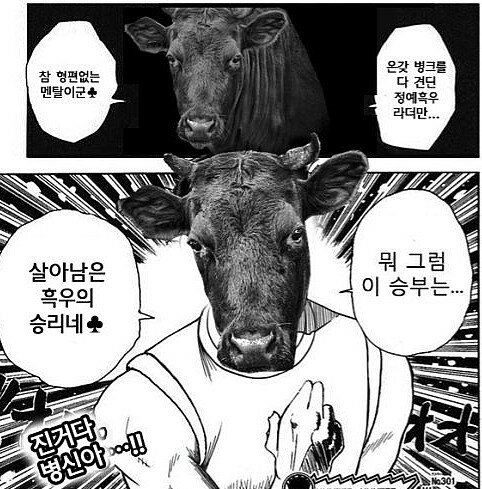 온갖 병크를
다 견딘
정예흑우
라더만...
참 형편없는
멘탈이군♣
뭐 그럼
이 승부는...
살아남은
흑우의
승리네♣
진거다
병신아 ...!!
No.301